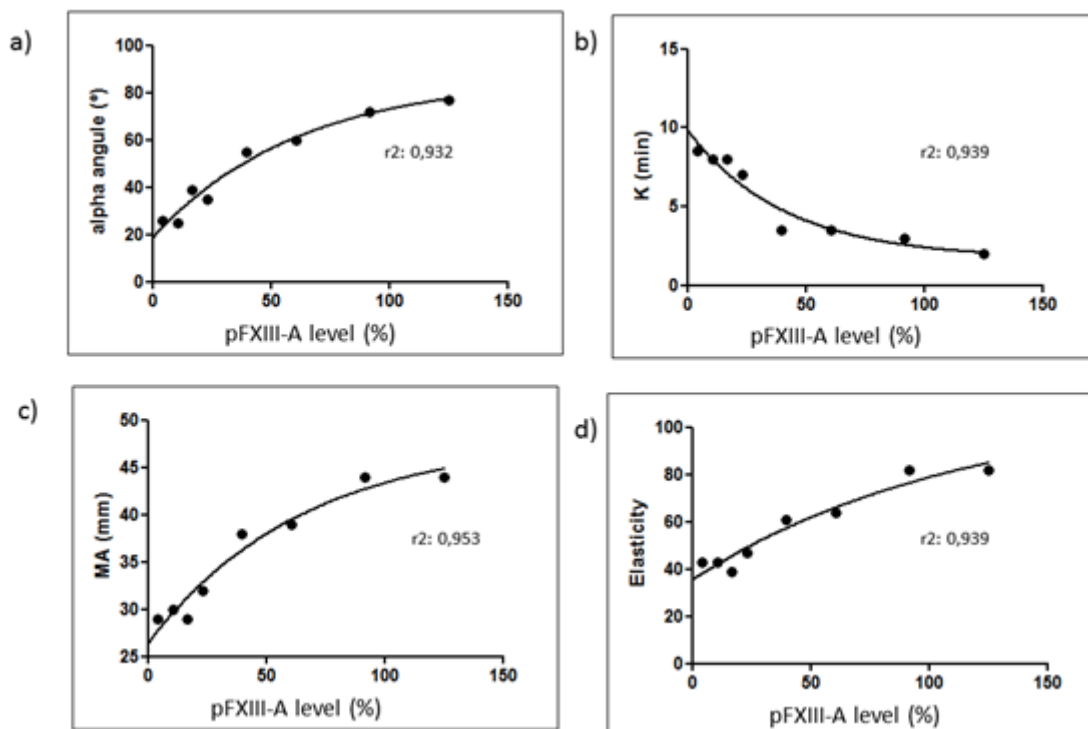 a)
100
80
60
40
20
0
alpha angule (°)
r2: 0,932
0 50 100 150
pFXIII-A level (%)
b)
15
10
5
0
K (min)
r2: 0,939
0 50 100 150
pFXIII-A level (%)
c)
50
45
40
35
30
25
MA (mm)
r2: 0,953
0 50 100 150
pFXIII-A level (%)
d)
100
80
60
40
20
0
Elasticity
r2: 0,939
0 50 100 150
pFXIII-A level (%)